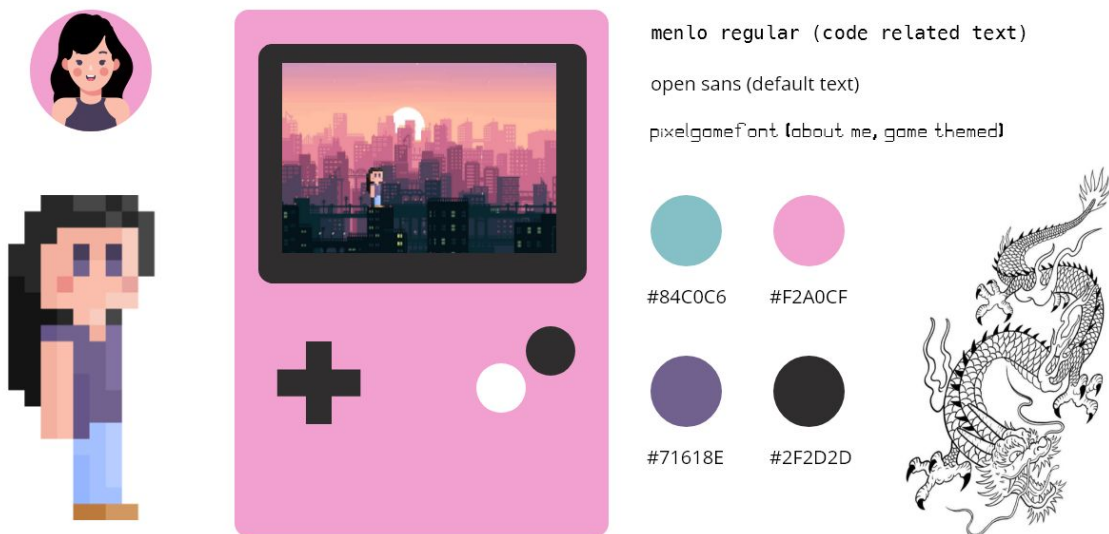 menlo regular (code related text)
open sans (default text)
pixelgamefont (about me, game themed)
#84C0C6
#F2A0CF
#71618E
#2F2D2D